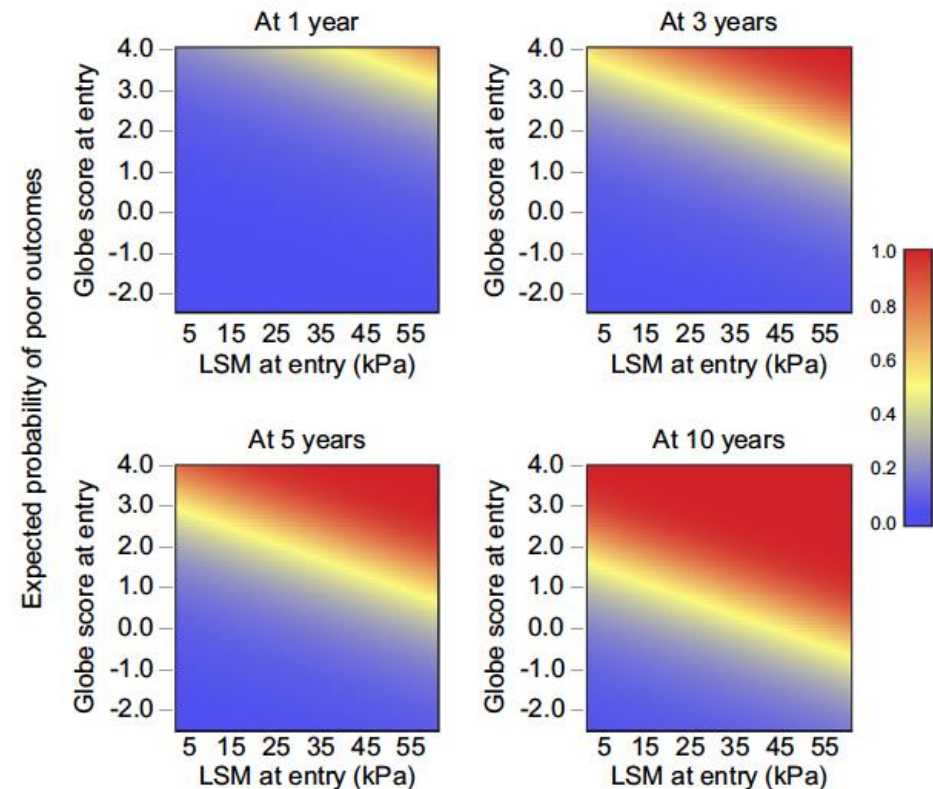 Expected probability of poor outcomes
At 1 year
Globe score at entry
4.0
3.0
2.0
1.0
0.0
-1.0
-2.0
5 15 25 35 45 55
LSM at entry (kPa)
At 3 years
Globe score at entry
4.0
3.0
2.0
1.0
0.0
-1.0
-2.0
5 15 25 35 45 55
LSM at entry (kPa)
1.0
0.8
0.6
0.4
0.2
0.0
At 5 years
Globe score at entry
4.0
3.0
2.0
1.0
0.0
-1.0
-2.0
5 15 25 35 45 55
LSM at entry (kPa)
At 10 years
Globe score at entry
4.0
3.0
2.0
1.0
0.0
-1.0
-2.0
5 15 25 35 45 55
LSM at entry (kPa)